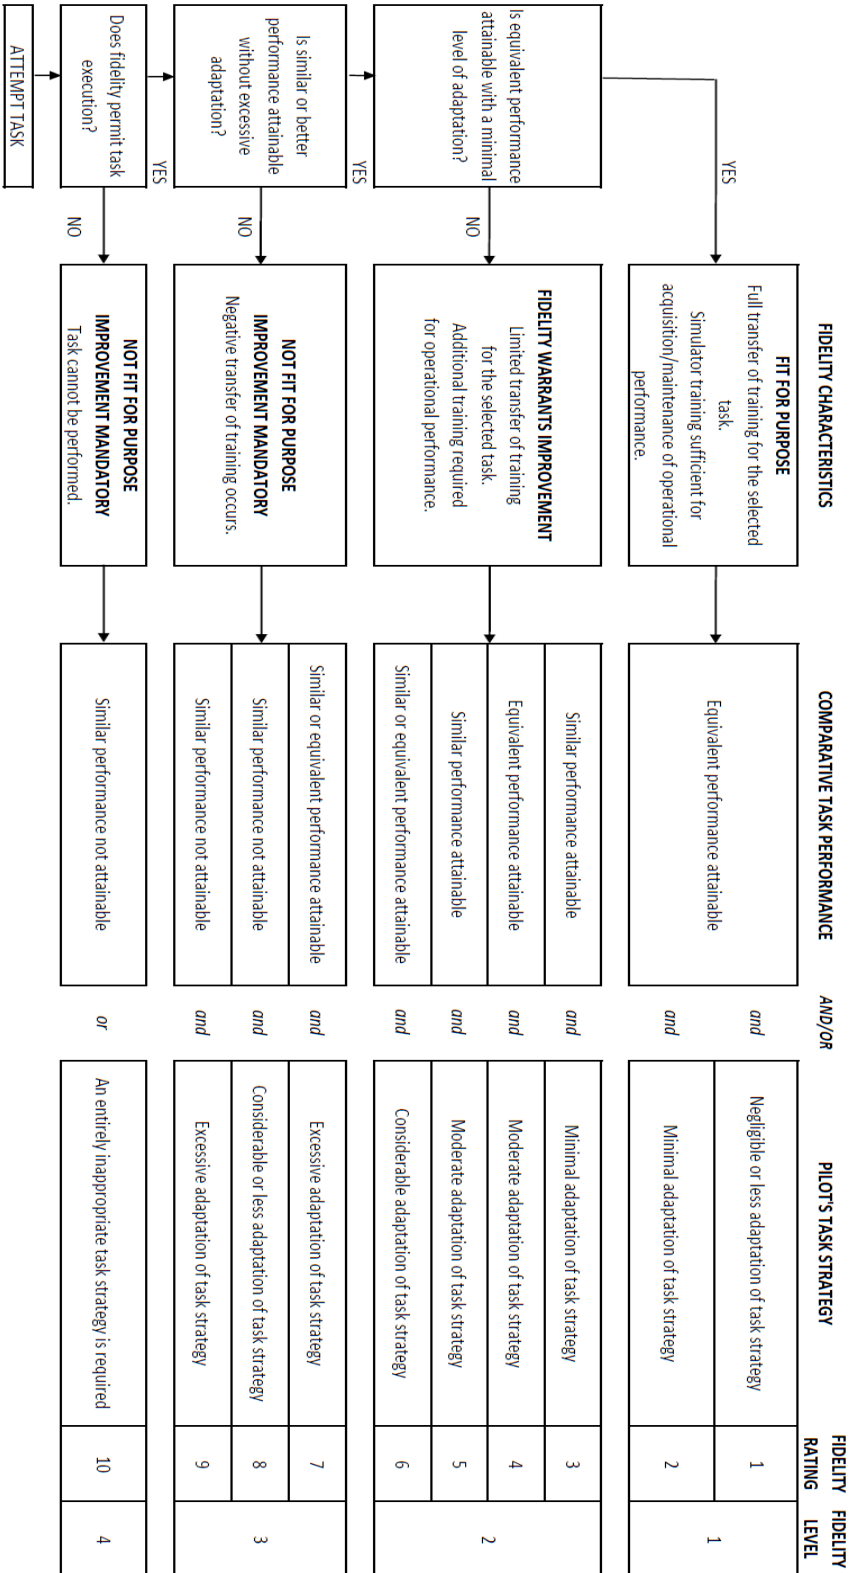 FIDELITY CHARACTERISTICS
COMPARATIVE TASK PERFORMANCE
AND/OR
PILOT'S TASK STRATEGY
FIDELITY
RATING
FIDELITY
LEVEL
YES
FIT FOR PURPOSE
Full transfer of training for the selected
task.
Simulator training sufficient for
acquisition/maintenance of operational
performance.
Equivalent performance attainable
and
Negligible or less adaptation of task strategy
1
and
Minimal adaptation of task strategy
2
1
Is equivalent performance
attainable with a minimal
level of adaptation?
NO
FIDELITY WARRANTS IMPROVEMENT
Limited transfer of training
for the selected task.
Additional training required
for operational performance.
Similar performance attainable
and
Minimal adaptation of task strategy
3
Equivalent performance attainable
and
Moderate adaptation of task strategy
4
Similar performance attainable
and
Moderate adaptation of task strategy
5
Similar or equivalent performance attainable
and
Considerable adaptation of task strategy
6
2
YES
Is similar or better
performance attainable
without excessive
adaptation?
NO
NOT FIT FOR PURPOSE
IMPROVEMENT MANDATORY
Negative transfer of training occurs.
Similar or equivalent performance attainable
and
Excessive adaptation of task strategy
7
Similar performance not attainable
and
Considerable or less adaptation of task strategy
8
Similar performance not attainable
and
Excessive adaptation of task strategy
9
3
YES
Does fidelity permit task
execution?
NO
NOT FIT FOR PURPOSE
IMPROVEMENT MANDATORY
Task cannot be performed.
Similar performance not attainable
or
An entirely inappropriate task strategy is required
10
4
ATTEMPT TASK